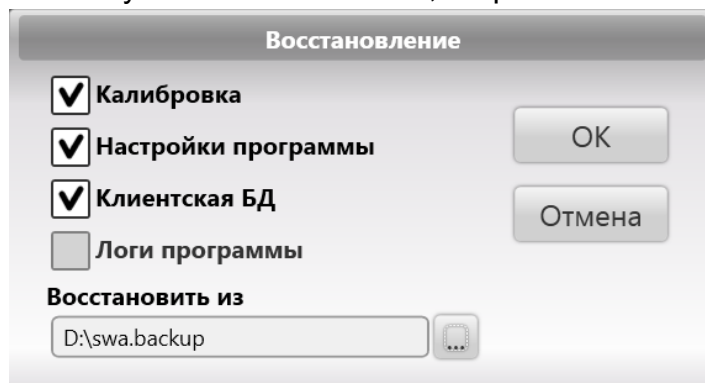 Восстановление
Калибровка
Настройки программы
Клиентская БД
Логи программы
OK
Отмена
Восстановить из
D:\swa.backup
...